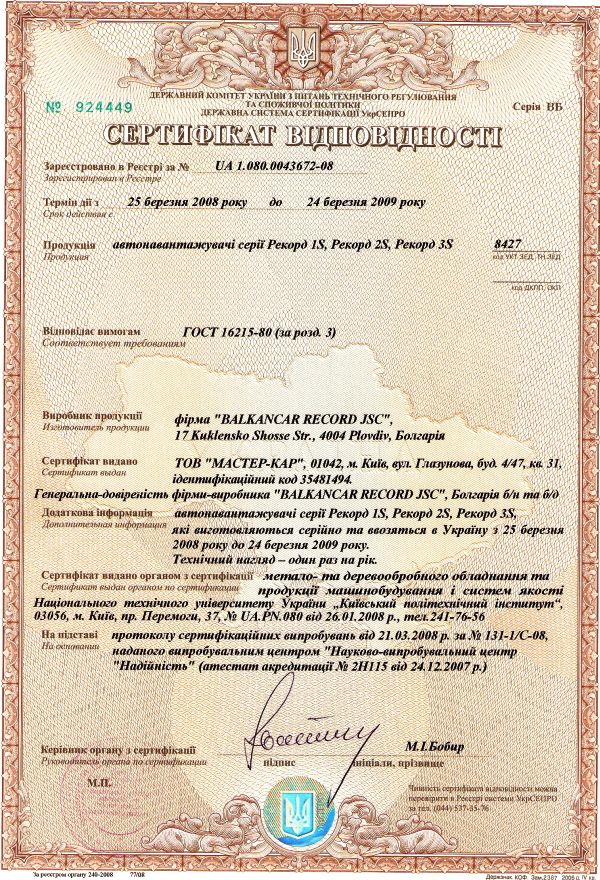 ДЕРЖАВНИЙ КОМІТЕТ УКРАЇНИ З ПИТАНЬ ТЕХНІЧНОГО РЕГУЛЮВАННЯ
ТА СПОЖИВЧОЇ ПОЛІТИКИ
№ 924449
ДЕРЖАВНА СИСТЕМА СЕРТИФІКАЦІЇ УкрСЕПРО
Серія ВБ
СЕРТИФІКАТ ВІДПОВІДНОСТІ
Зареєстровано в Реєстрі за № UA 1.080.0043672-08
Зарегистрирован в Реестре
Термін дії з 25 березня 2008 року до 24 березня 2009 року
Срок действия с
Продукція автонавантажувачі серії Рекорд 1S, Рекорд 2S, Рекорд 3S 8427
Продукция код УКТ ЗЕД, ТН ЗЕД
код ДКПП, ОКП
Відповідає вимогам ГОСТ 16215-80 (за розд. 3)
Соответствует требованиям
Виробник продукції фірма "BALKANCAR RECORD JSC",
Изготовитель продукции 17 Kuklensko Shosse Str., 4004 Plovdiv, Болгарія
Сертифікат видано ТОВ "МАСТЕР-КАР", 01042, м. Київ, вул. Глазунова, буд. 4/47, кв. 31,
Сертификат выдан ідентифікаційний код 35481494.
Генеральна-довіреність фірми-виробника "BALKANCAR RECORD JSC", Болгарія б/н та б/д
Додаткова інформація автонавантажувачі серії Рекорд 1S, Рекорд 2S, Рекорд 3S,
Дополнительная информация які виготовляються серійно та ввозяться в Україну з 25 березня
2008 року до 24 березня 2009 року.
Технічний нагляд – один раз на рік.
Сертифікат видано органом з сертифікації метало- та деревообробного обладнання та
Сертификат выдан органом по сертификации продукції машинобудування і систем якості
Національного технічного університету України „Київський політехнічний інститут“,
03056, м. Київ, пр. Перемоги, 37, № UA.PN.080 від 26.01.2008 р., тел.241-76-56
На підставі протоколу сертифікаційних випробувань від 21.03.2008 р. за № 131-1/С-08,
На основании наданого випробувальним центром "Науково-випробувальний центр
"Надійність" (атестат акредитації № 2Н115 від 24.12.2007 р.)
Керівник органу з сертифікації М.І.Бобир
Руководитель органа по сертификации підпис ініціали, прізвище
М.П.
Чинність сертифіката відповідності можна
перевірити в Реєстрі системи УкрСЕПРО
за тел. (044) 537-35-76
За реєстром органу 240-2008 77/08
Держзнак КОФ. Зам.2387 2006 р. IV кв.